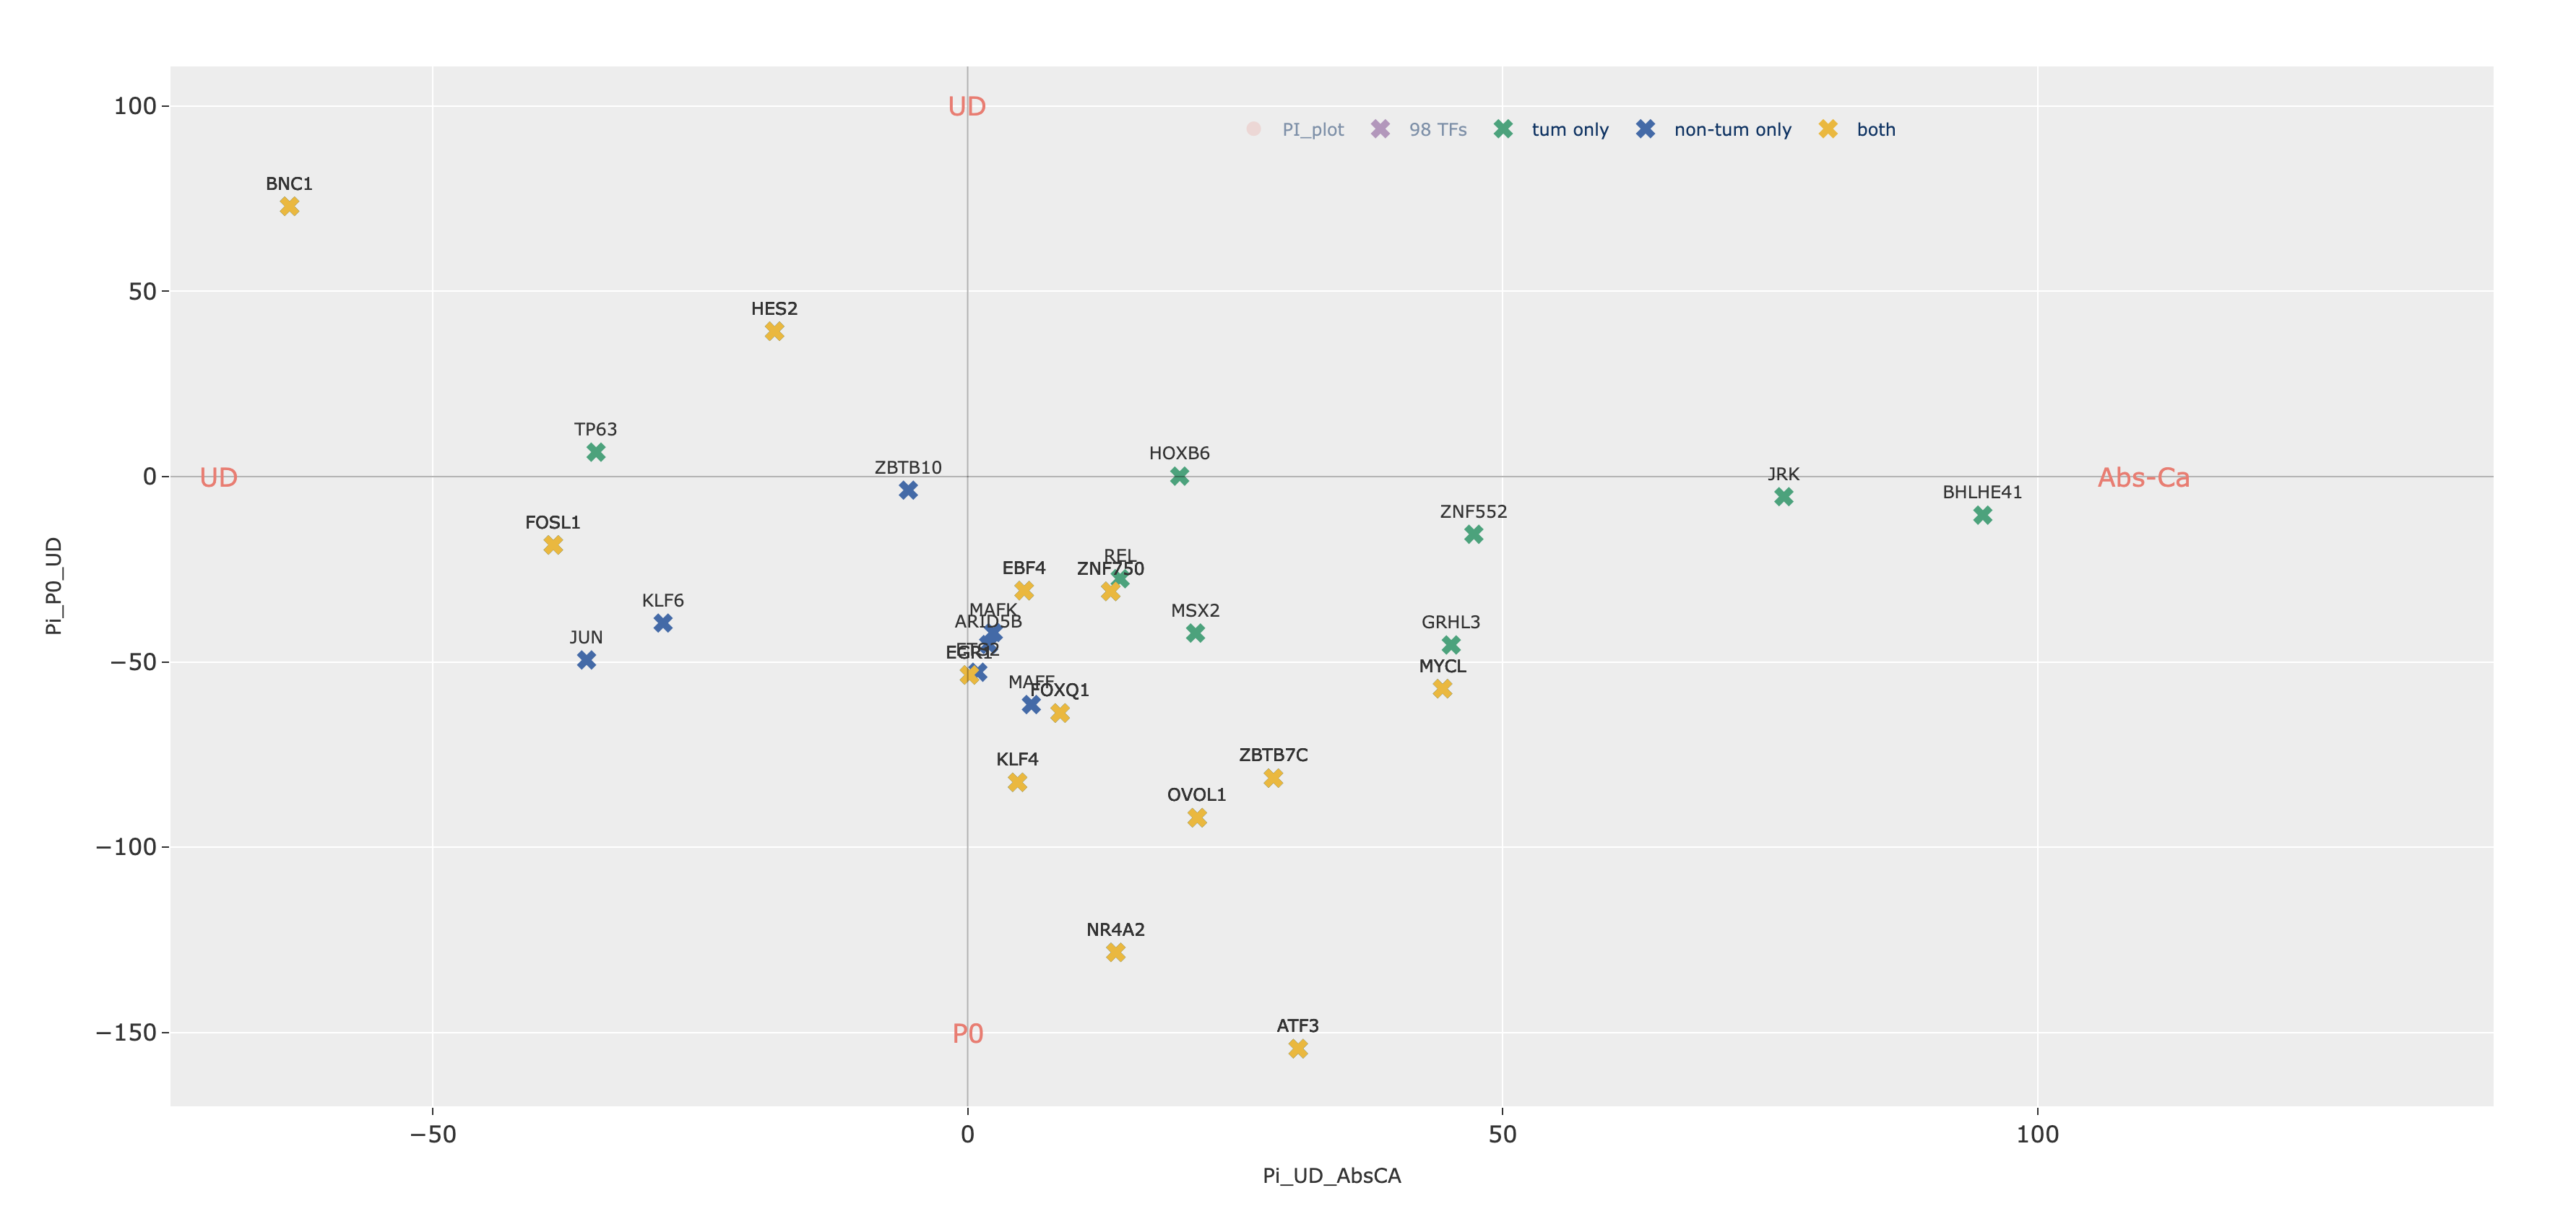 100
UD
PI_plot 98 TFs tum only non-tum only both
BNC1
50
HES2
TP63
HOXB6
ZBTB10
0
UD
JRK
Abs-Ca
BHLHE41
ZNF552
FOSL1
REL
EBF4
ZNF750
KLF6
MAFK
MSX2
ARID5B
GRHL3
JUN
ETS2
EGR1
−50
MYCL
MAFF
FOXQ1
KLF4
ZBTB7C
OVOL1
−100
NR4A2
ATF3
−150
P0
−50
0
50
100
Pi_UD_AbsCA
Pi_P0_UD